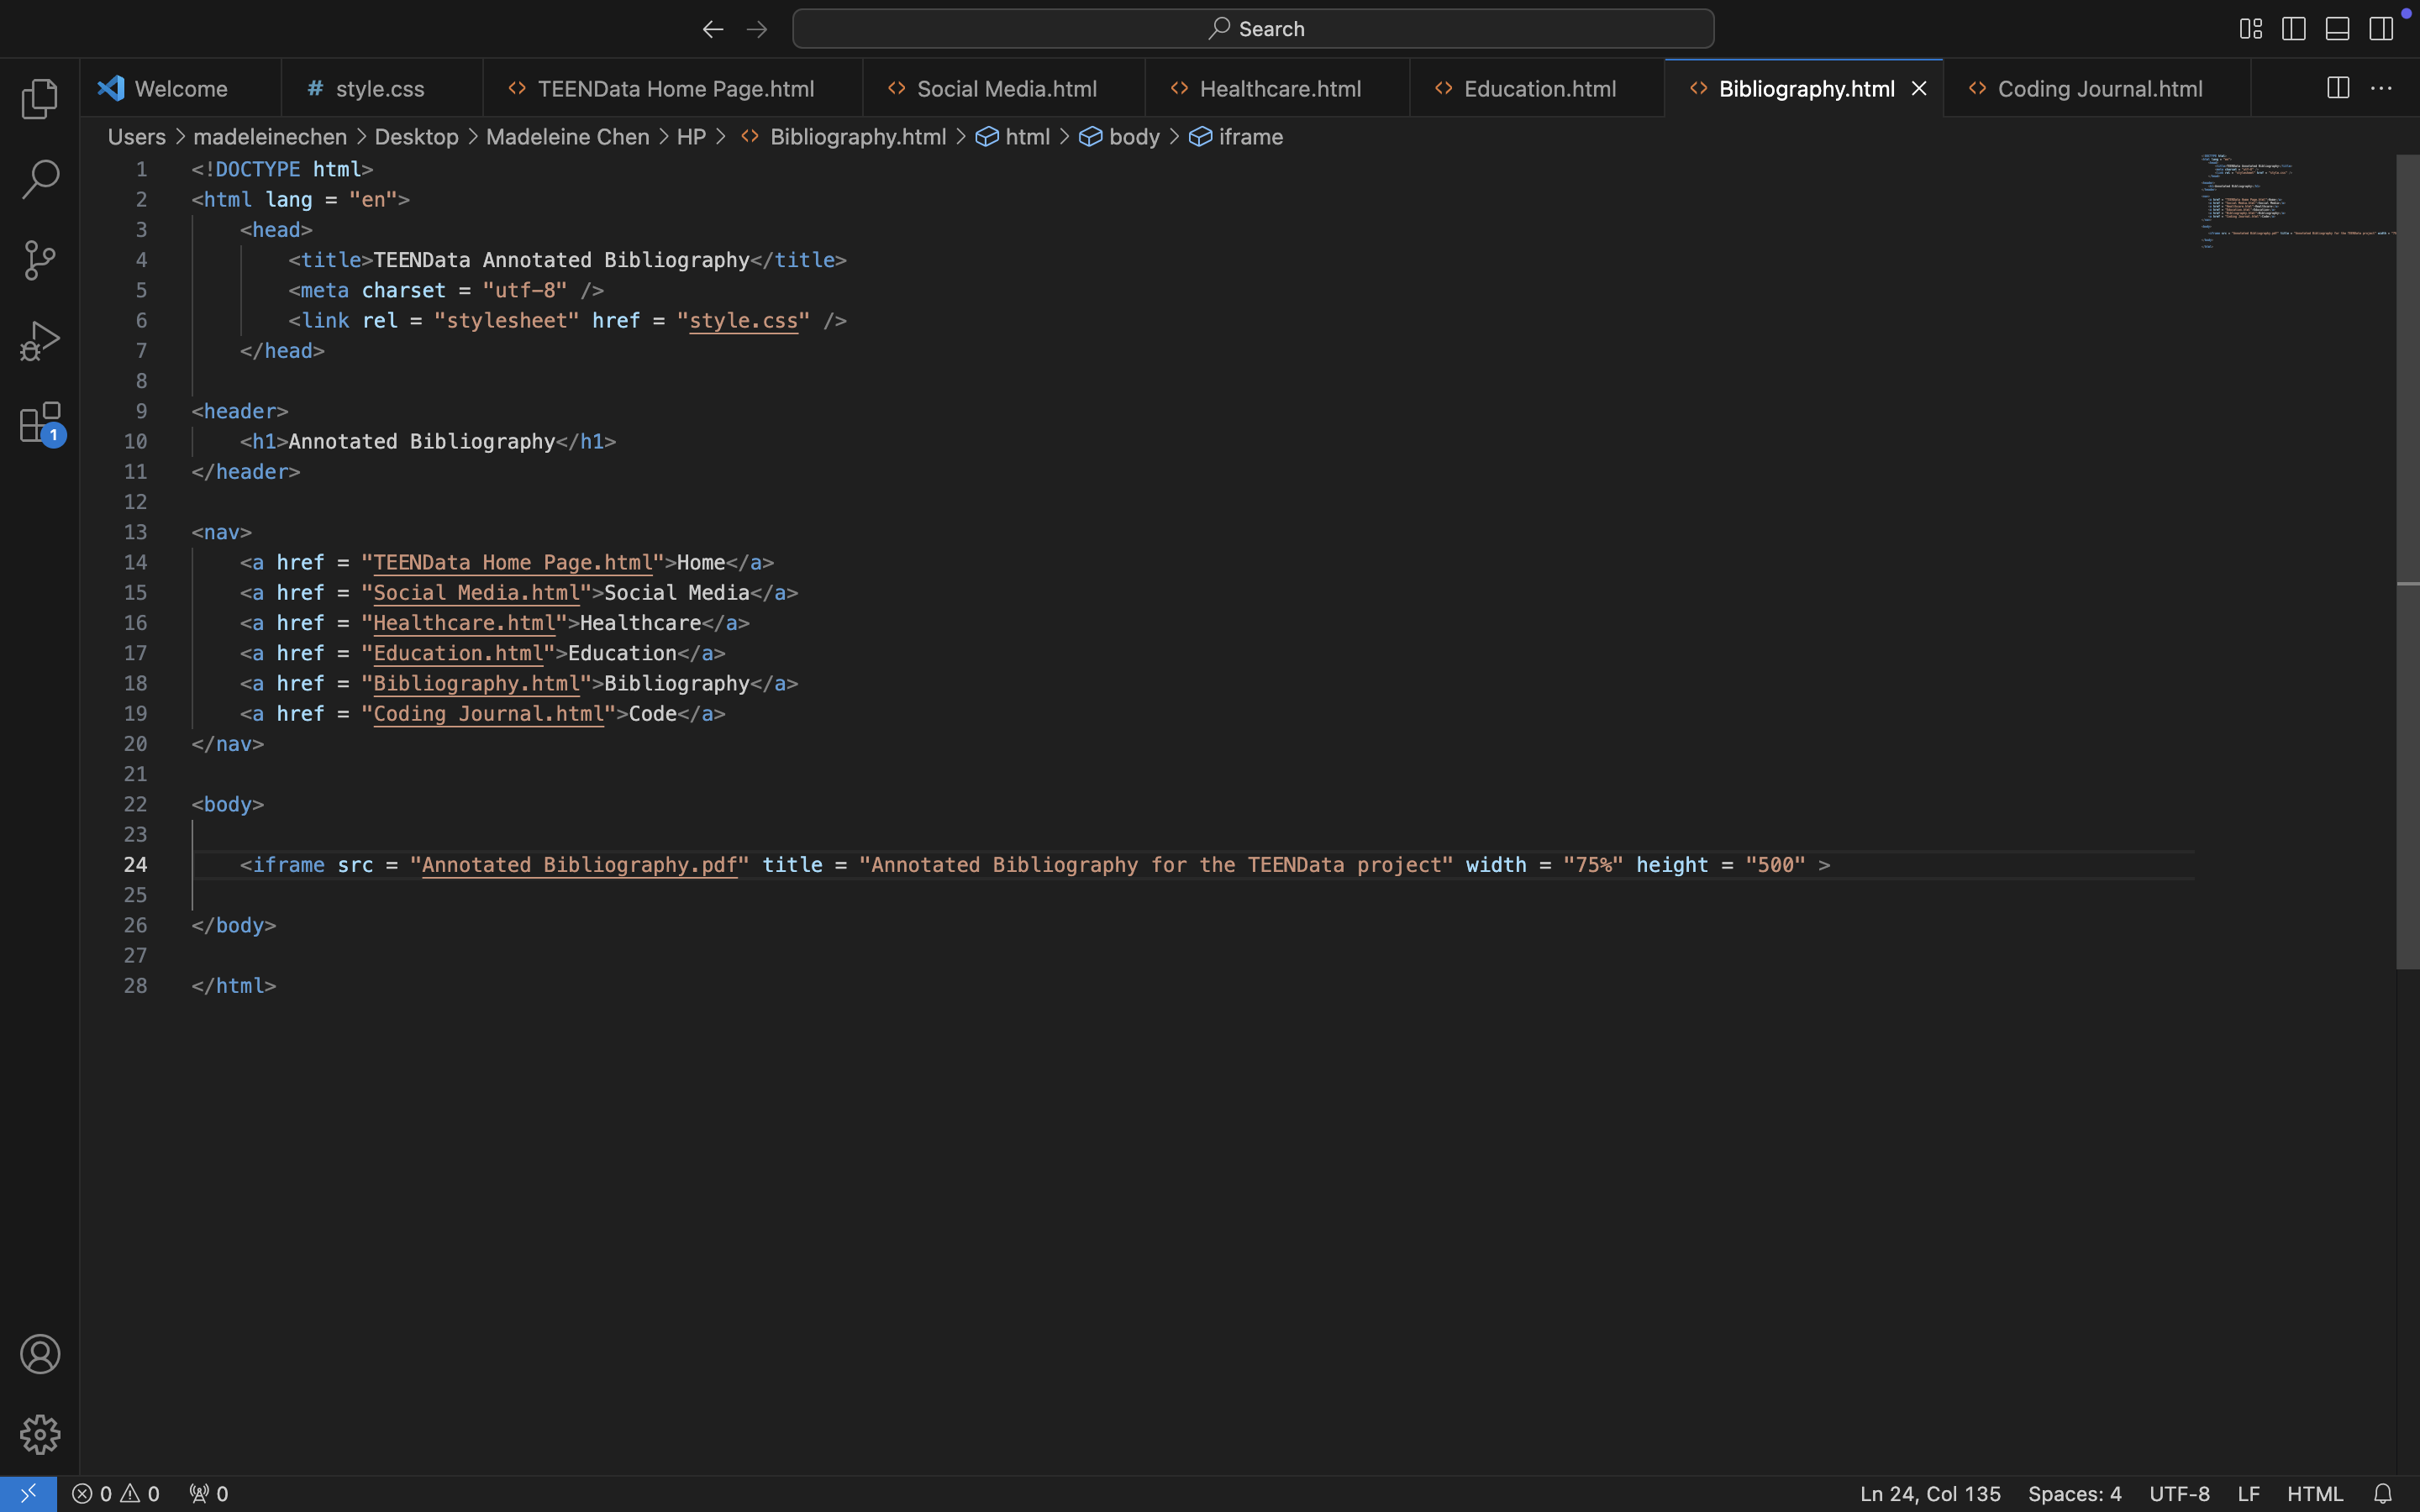 Search
Welcome
# style.css
<> TEENData Home Page.html
<> Social Media.html
<> Healthcare.html
<> Education.html
<> Bibliography.html
<> Coding Journal.html
Users > madeleinechen > Desktop > Madeleine Chen > HP > <> Bibliography.html > html > body > iframe
1 <!DOCTYPE html>
2 <html lang = "en">
3 <head>
4 <title>TEENData Annotated Bibliography</title>
5 <meta charset = "utf-8" />
6 <link rel = "stylesheet" href = "style.css" />
7 </head>
8
9 <header>
10 <h1>Annotated Bibliography</h1>
11 </header>
12
13 <nav>
14 <a href = "TEENData Home Page.html">Home</a>
15 <a href = "Social Media.html">Social Media</a>
16 <a href = "Healthcare.html">Healthcare</a>
17 <a href = "Education.html">Education</a>
18 <a href = "Bibliography.html">Bibliography</a>
19 <a href = "Coding Journal.html">Code</a>
20 </nav>
21
22 <body>
23
24 <iframe src = "Annotated Bibliography.pdf" title = "Annotated Bibliography for the TEENData project" width = "75%" height = "500" >
25
26 </body>
27
28 </html>
1
0 0 0
Ln 24, Col 135 Spaces: 4 UTF-8 LF HTML